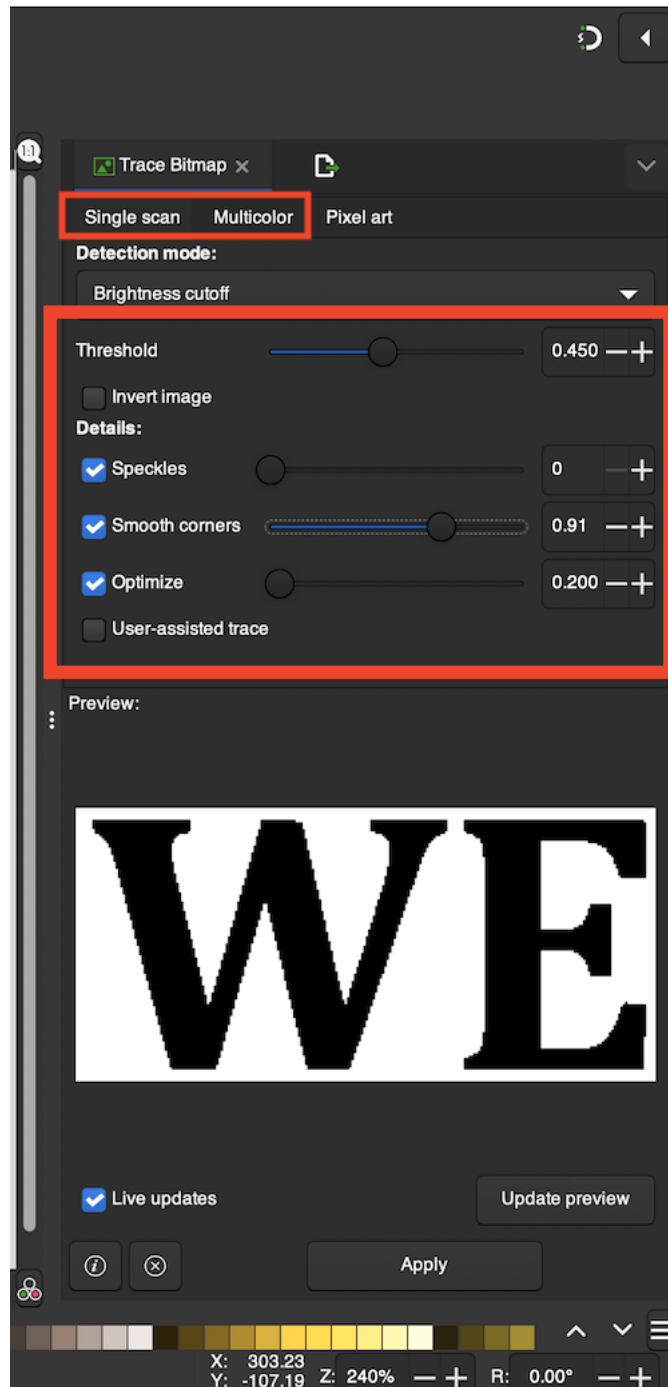 1:1
Trace Bitmap
Single scan Multicolor Pixel art
Detection mode:
Brightness cutoff
Threshold 0.450
Invert image
Details:
Speckles 0
Smooth corners 0.91
Optimize 0.200
User-assisted trace
Preview:
WE
Live updates Update preview
Apply
X: 303.23
Y: -107.19 Z: 240% R: 0.00°